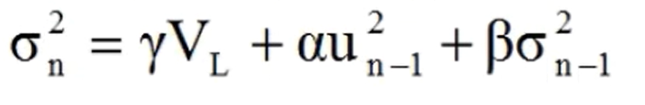 σ²ₙ = γV_L + αu²ₙ₋₁ + βσ²ₙ₋₁